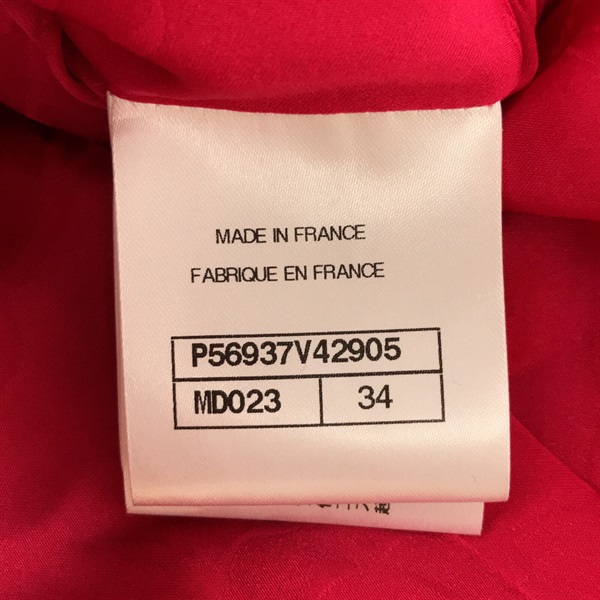 MADE IN FRANCE
FABRIQUE EN FRANCE
P56937V42905
MD023 34